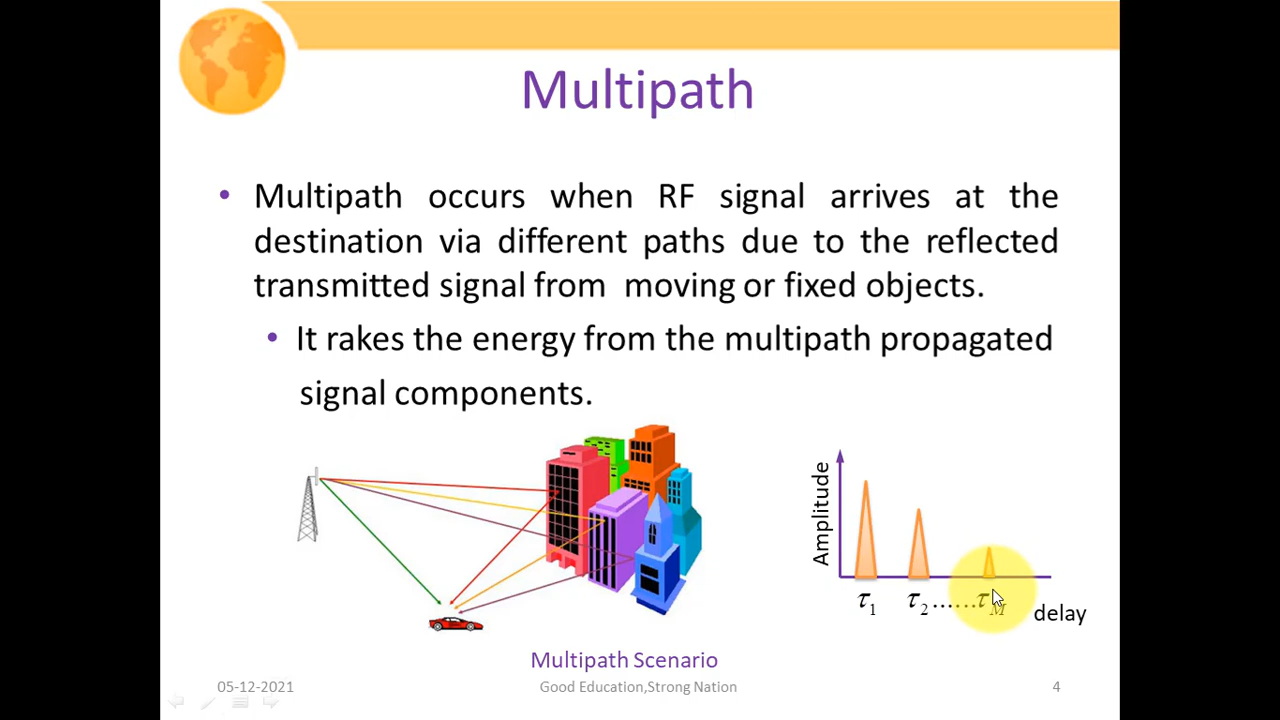 Multipath
• Multipath occurs when RF signal arrives at the
destination via different paths due to the reflected
transmitted signal from moving or fixed objects.
• It rakes the energy from the multipath propagated
signal components.
Amplitude
τ1 τ2......τM
delay
Multipath Scenario
05-12-2021 Good Education,Strong Nation 4